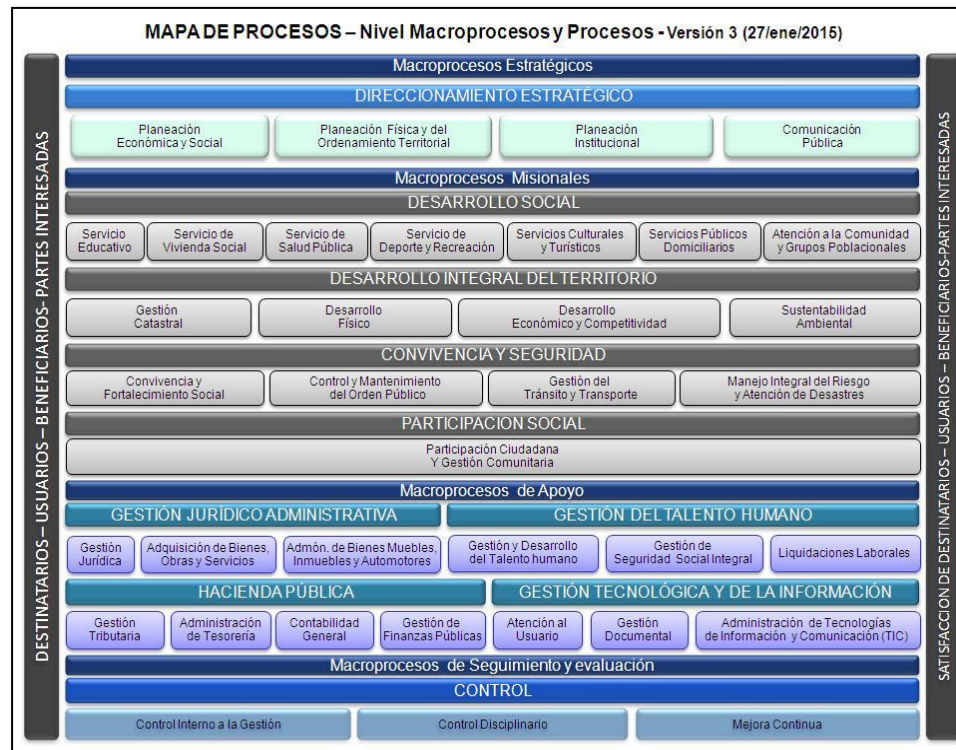 MAPA DE PROCESOS – Nivel Macroprocesos y Procesos - Versión 3 (27/ene/2015)
DESTINATARIOS – USUARIOS – BENEFICIARIOS- PARTES INTERESADAS
Macroprocesos Estratégicos
DIRECCIONAMIENTO ESTRATÉGICO
Planeación
Económica y Social
Planeación Física y del
Ordenamiento Territorial
Planeación
Institucional
Comunicación
Pública
Macroprocesos Misionales
DESARROLLO SOCIAL
Servicio
Educativo
Servicio de
Vivienda Social
Servicio de
Salud Pública
Servicio de
Deporte y Recreación
Servicios Culturales
y Turísticos
Servicios Públicos
Domiciliarios
Atención a la Comunidad
y Grupos Poblacionales
DESARROLLO INTEGRAL DEL TERRITORIO
Gestión
Catastral
Desarrollo
Físico
Desarrollo
Económico y Competitividad
Sustentabilidad
Ambiental
CONVIVENCIA Y SEGURIDAD
Convivencia y
Fortalecimiento Social
Control y Mantenimiento
del Orden Público
Gestión del
Tránsito y Transporte
Manejo Integral del Riesgo
y Atención de Desastres
PARTICIPACION SOCIAL
Participación Ciudadana
Y Gestión Comunitaria
Macroprocesos de Apoyo
GESTIÓN JURÍDICO ADMINISTRATIVA
Gestión
Jurídica
Adquisición de Bienes,
Obras y Servicios
Admón. de Bienes Muebles,
Inmuebles y Automotores
GESTIÓN DEL TALENTO HUMANO
Gestión y Desarrollo
del Talento humano
Gestión de
Seguridad Social Integral
Liquidaciones Laborales
HACIENDA PÚBLICA
Gestión
Tributaria
Administración
de Tesorería
Contabilidad
General
Gestión de
Finanzas Públicas
GESTIÓN TECNOLÓGICA Y DE LA INFORMACIÓN
Atención al
Usuario
Gestión
Documental
Administración de Tecnologías
de Información y Comunicación (TIC)
Macroprocesos de Seguimiento y evaluación
CONTROL
Control Interno a la Gestión
Control Disciplinario
Mejora Continua
SATISFACCION DE DESTINATARIOS – USUARIOS – BENEFICIARIOS-PARTES INTERESADAS